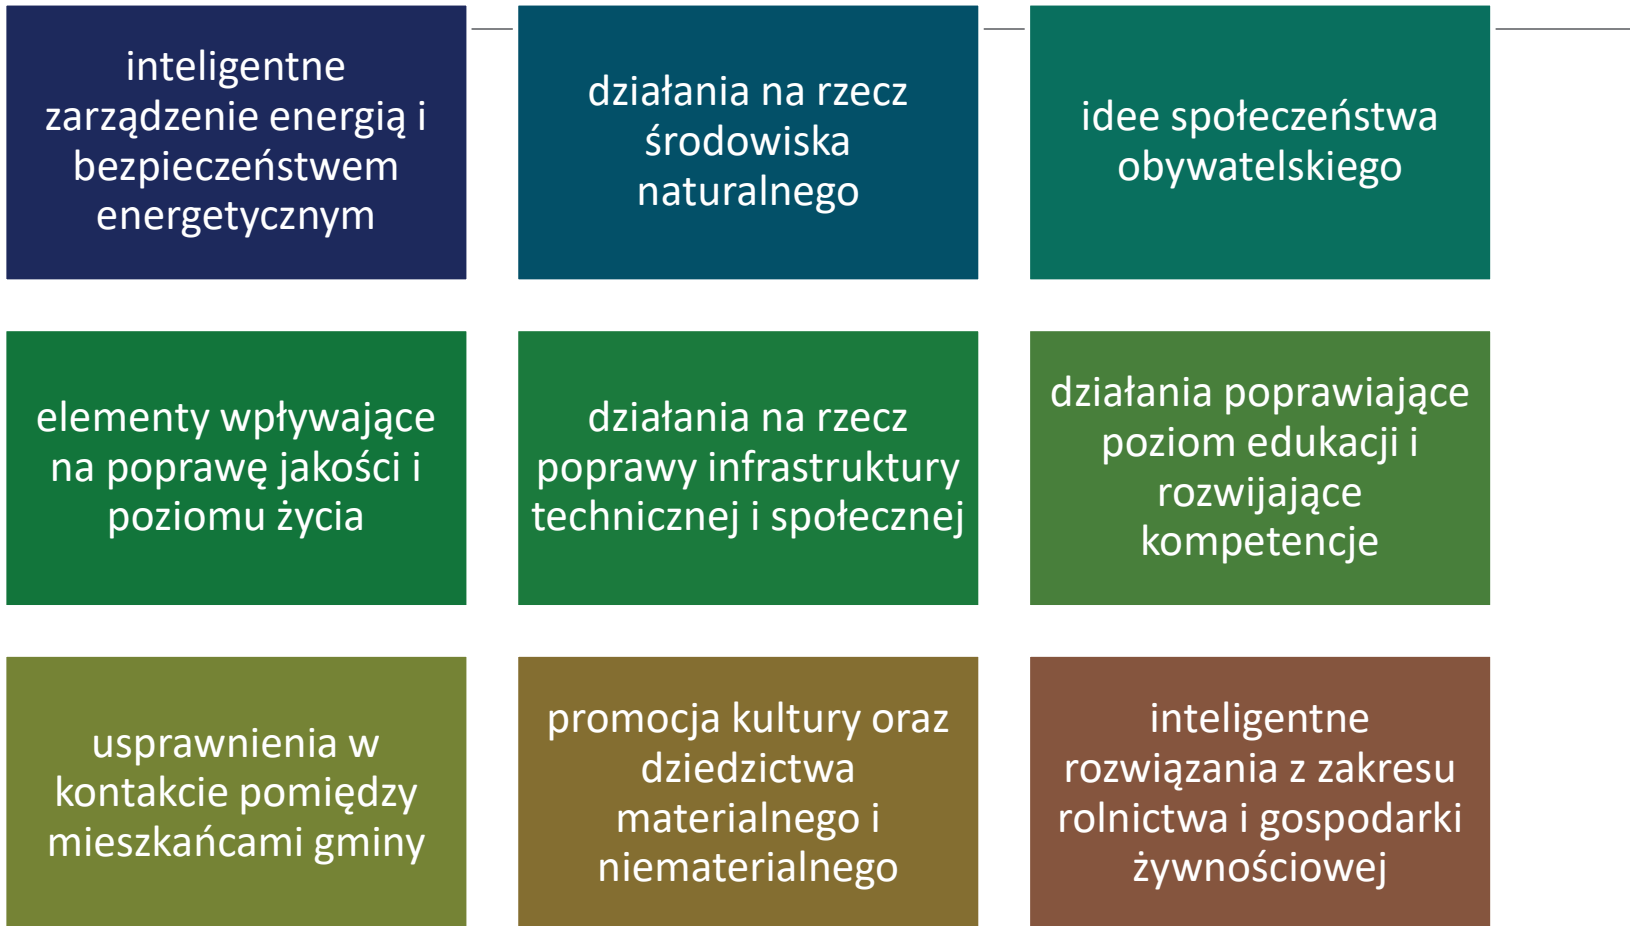 inteligentne
zarządzenie energią i
bezpieczeństwem
energetycznym
działania na rzecz
środowiska
naturalnego
idee społeczeństwa
obywatelskiego
elementy wpływające
na poprawę jakości i
poziomu życia
działania na rzecz
poprawy infrastruktury
technicznej i społecznej
działania poprawiające
poziom edukacji i
rozwijające
kompetencje
usprawnienia w
kontakcie pomiędzy
mieszkańcami gminy
promocja kultury oraz
dziedzictwa
materialnego i
niematerialnego
inteligentne
rozwiązania z zakresu
rolnictwa i gospodarki
żywnościowej